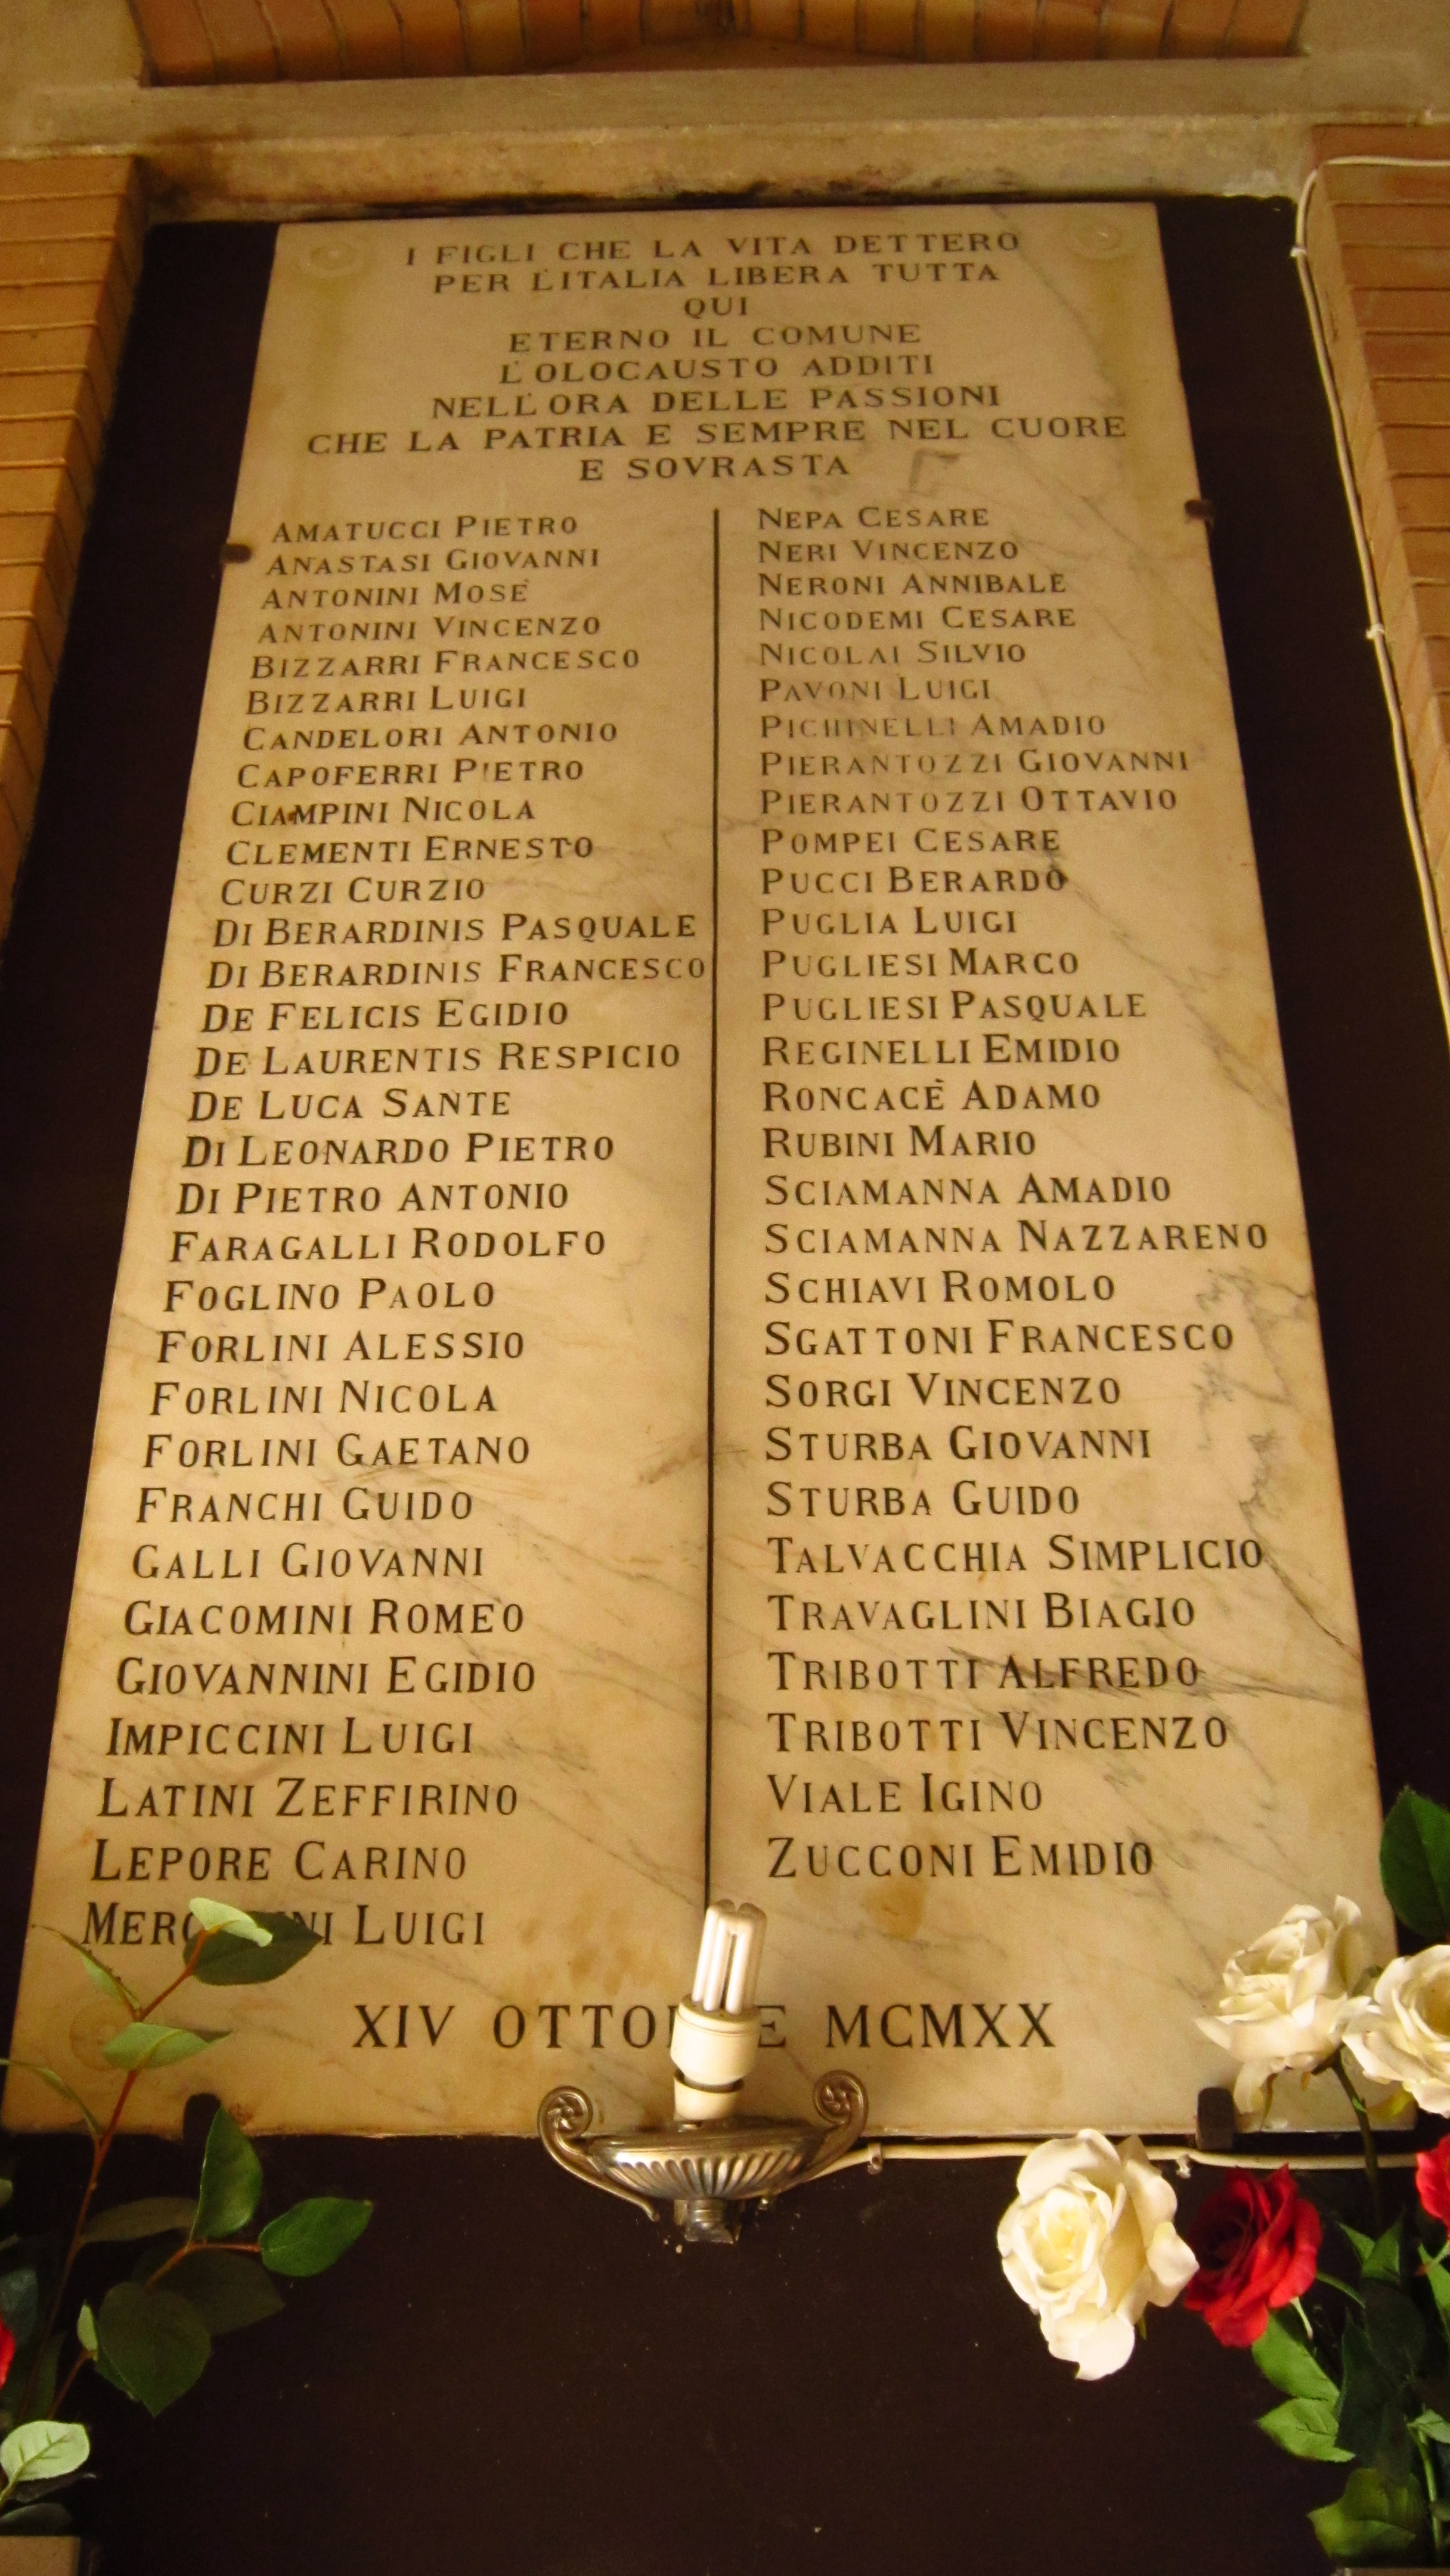 I FIGLI CHE LA VITA DETTERO
PER L'ITALIA LIBERA TUTTA
QUI
ETERNO IL COMUNE
L'OLOCAUSTO ADDITI
NELL'ORA DELLE PASSIONI
CHE LA PATRIA E SEMPRE NEL CUORE
E SOVRASTA
AMATUCCI PIETRO
ANASTASI GIOVANNI
ANTONINI MOSÈ
ANTONINI VINCENZO
BIZZARRI FRANCESCO
BIZZARRI LUIGI
CANDELORI ANTONIO
CAPOFERRI PIETRO
CIAMPINI NICOLA
CLEMENTI ERNESTO
CURZI CURZIO
DI BERARDINIS PASQUALE
DI BERARDINIS FRANCESCO
DE FELICIS EGIDIO
DE LAURENTIS RESPICIO
DE LUCA SANTE
DI LEONARDO PIETRO
DI PIETRO ANTONIO
FARAGALLI RODOLFO
FOGLINO PAOLO
FORLINI ALESSIO
FORLINI NICOLA
FORLINI GAETANO
FRANCHI GUIDO
GALLI GIOVANNI
GIACOMINI ROMEO
GIOVANNINI EGIDIO
IMPICCINI LUIGI
LATINI ZEFFIRINO
LEPORE CARINO
LUIGI
NEPA CESARE
NERI VINCENZO
NERONI ANNIBALE
NICODEMI CESARE
NICOLAI SILVIO
PAVONI LUIGI
PICHINELLI AMADIO
PIERANTOZZI GIOVANNI
PIERANTOZZI OTTAVIO
POMPEI CESARE
PUCCI BERARDO
PUGLIA LUIGI
PUGLIESI MARCO
PUGLIESI PASQUALE
REGINELLI EMIDIO
RONCACÈ ADAMO
RUBINI MARIO
SCIAMANNA AMADIO
SCIAMANNA NAZZARENO
SCHIAVI ROMOLO
SGATTONI FRANCESCO
SORGI VINCENZO
STURBA GIOVANNI
STURBA GUIDO
TALVACCHIA SIMPLICIO
TRAVAGLINI BIAGIO
TRIBOTTI ALFREDO
TRIBOTTI VINCENZO
VIALE IGINO
ZUCCONI EMIDIO
XIV OTTOBRE MCMXX